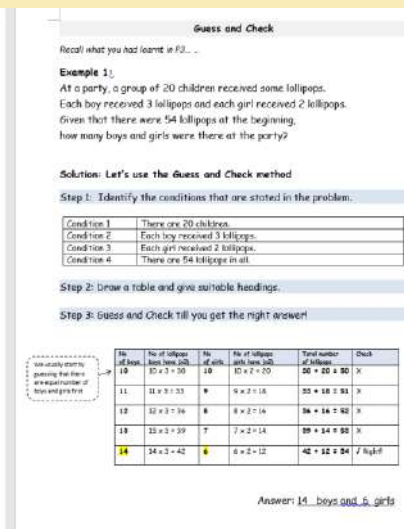 Guess and Check
Recall what you had learnt in P3... .
Example 1:
At a party, a group of 20 children received some lollipops.
Each boy received 3 lollipops and each girl received 2 lollipops.
Given that there were 54 lollipops at the beginning,
how many boys and girls were there at the party?
Solution: Let's use the Guess and Check method
Step 1: Identify the conditions that are stated in the problem.
Condition 1 There are 20 children.
Condition 2 Each boy received 3 lollipops.
Condition 3 Each girl received 2 lollipops.
Condition 4 There are 54 lollipops in all.
Step 2: Draw a table and give suitable headings.
Step 3: Guess and Check till you get the right answer!
We usually start by
guessing that there
are equal number of
boys and girls first
No of boys No of lollipops boys have No of girls No of lollipops girls have (x2) Total number of lollipops Check
10 10 x 3 = 30 10 10 x 2 = 20 30 + 20 = 50 X
11 11 x 3 = 33 9 9 x 2 = 18 33 + 18 = 51 X
12 12 x 3 = 36 8 8 x 2 = 16 36 + 16 = 52 X
13 13 x 3 = 39 7 7 x 2 = 14 39 + 14 = 53 X
14 14 x 3 = 42 6 6 x 2 = 12 42 + 12 = 54 √ Right!
Answer: 14 boys and 6 girls